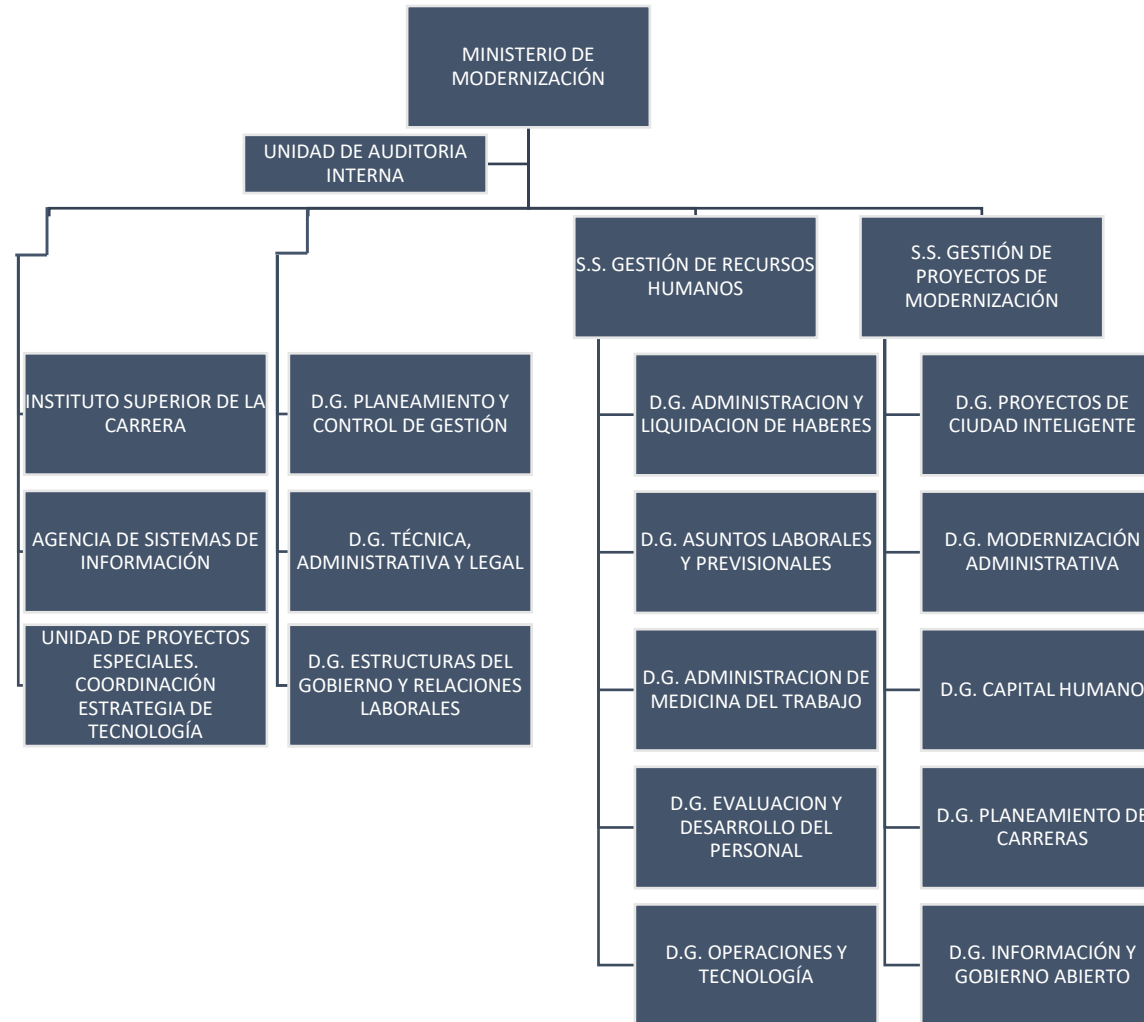 MINISTERIO DE
MODERNIZACIÓN
UNIDAD DE AUDITORIA
INTERNA
S.S. GESTIÓN DE RECURSOS
HUMANOS
S.S. GESTIÓN DE
PROYECTOS DE
MODERNIZACIÓN
INSTITUTO SUPERIOR DE LA
CARRERA
AGENCIA DE SISTEMAS DE
INFORMACIÓN
UNIDAD DE PROYECTOS
ESPECIALES.
COORDINACIÓN
ESTRATEGIA DE
TECNOLOGÍA
D.G. PLANEAMIENTO Y
CONTROL DE GESTIÓN
D.G. TÉCNICA,
ADMINISTRATIVA Y LEGAL
D.G. ESTRUCTURAS DEL
GOBIERNO Y RELACIONES
LABORALES
D.G. ADMINISTRACION Y
LIQUIDACION DE HABERES
D.G. ASUNTOS LABORALES
Y PREVISIONALES
D.G. ADMINISTRACION DE
MEDICINA DEL TRABAJO
D.G. EVALUACION Y
DESARROLLO DEL
PERSONAL
D.G. OPERACIONES Y
TECNOLOGÍA
D.G. PROYECTOS DE
CIUDAD INTELIGENTE
D.G. MODERNIZACIÓN
ADMINISTRATIVA
D.G. CAPITAL HUMANO
D.G. PLANEAMIENTO DE
CARRERAS
D.G. INFORMACIÓN Y
GOBIERNO ABIERTO